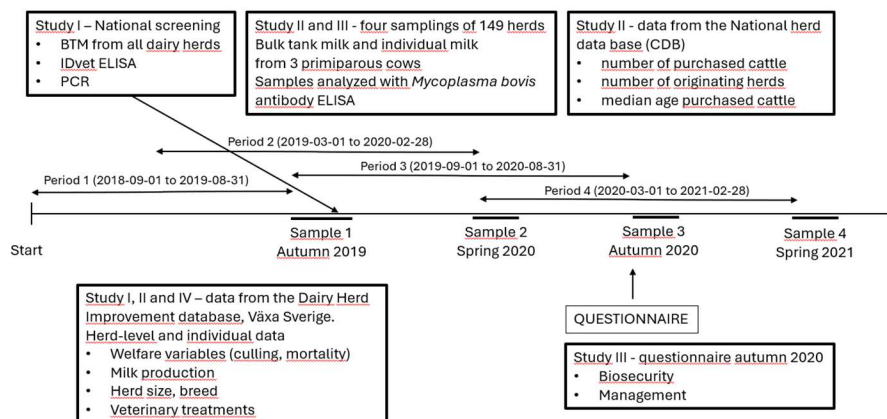 Study I – National screening
• BTM from all dairy herds
• IDvet ELISA
• PCR
Study II and III - four samplings of 149 herds
Bulk tank milk and individual milk
from 3 primiparous cows
Samples analyzed with Mycoplasma bovis
antibody ELISA
Study II - data from the National herd
data base (CDB)
• number of purchased cattle
• number of originating herds
• median age purchased cattle
Period 2 (2019-03-01 to 2020-02-28)
Period 3 (2019-09-01 to 2020-08-31)
Period 1 (2018-09-01 to 2019-08-31)
Period 4 (2020-03-01 to 2021-02-28)
Start
Sample 1
Autumn 2019
Sample 2
Spring 2020
Sample 3
Autumn 2020
Sample 4
Spring 2021
Study I, II and IV – data from the Dairy Herd
Improvement database, Växa Sverige.
Herd-level and individual data
• Welfare variables (culling, mortality)
• Milk production
• Herd size, breed
• Veterinary treatments
QUESTIONNAIRE
Study III - questionnaire autumn 2020
• Biosecurity
• Management